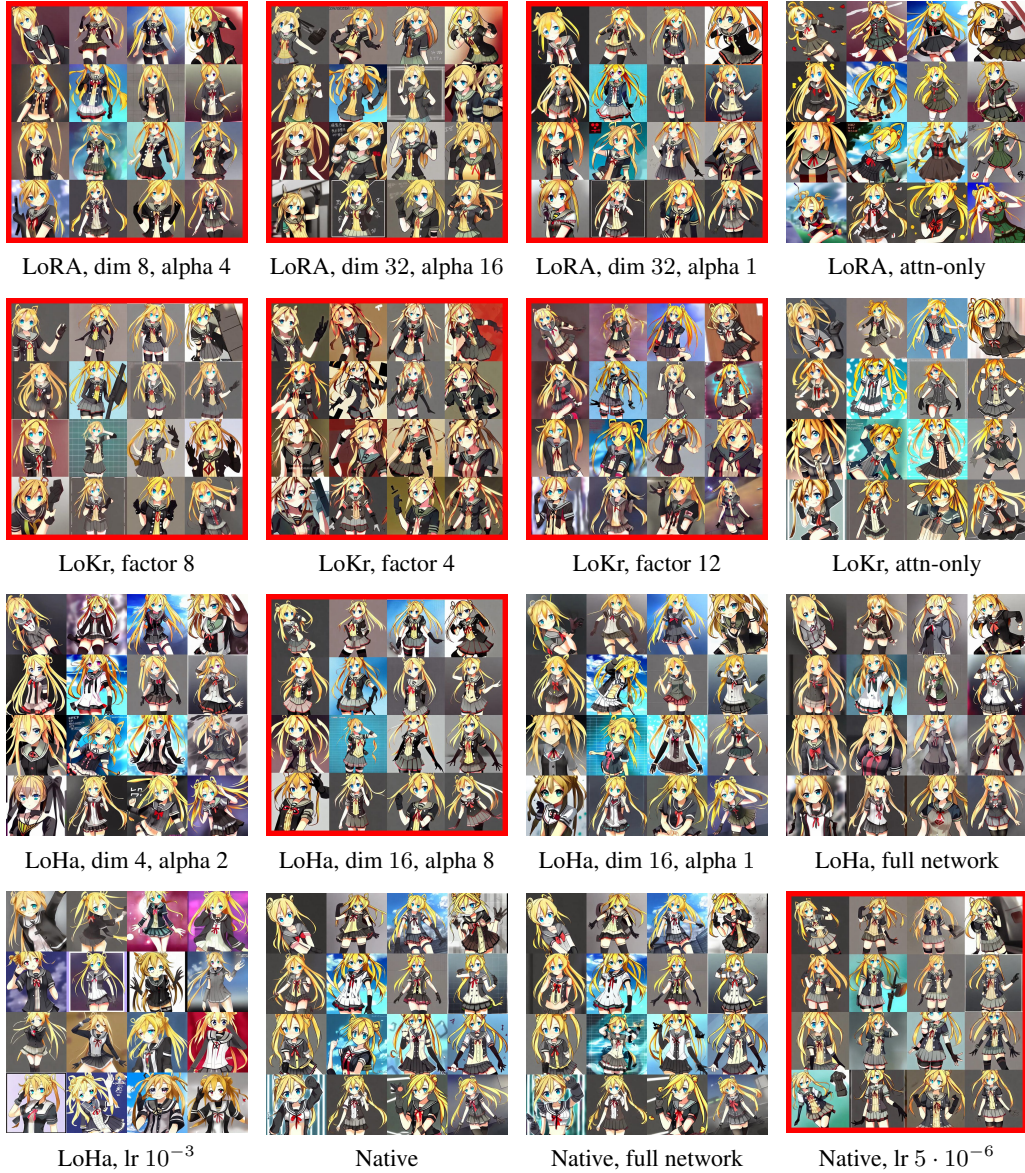 LoRA, dim 8, alpha 4
LoRA, dim 32, alpha 16
LoRA, dim 32, alpha 1
LoRA, attn-only
LoKr, factor 8
LoKr, factor 4
LoKr, factor 12
LoKr, attn-only
LoHa, dim 4, alpha 2
LoHa, dim 16, alpha 8
LoHa, dim 16, alpha 1
LoHa, full network
LoHa, lr 10⁻³
Native
Native, full network
Native, lr 5 · 10⁻⁶